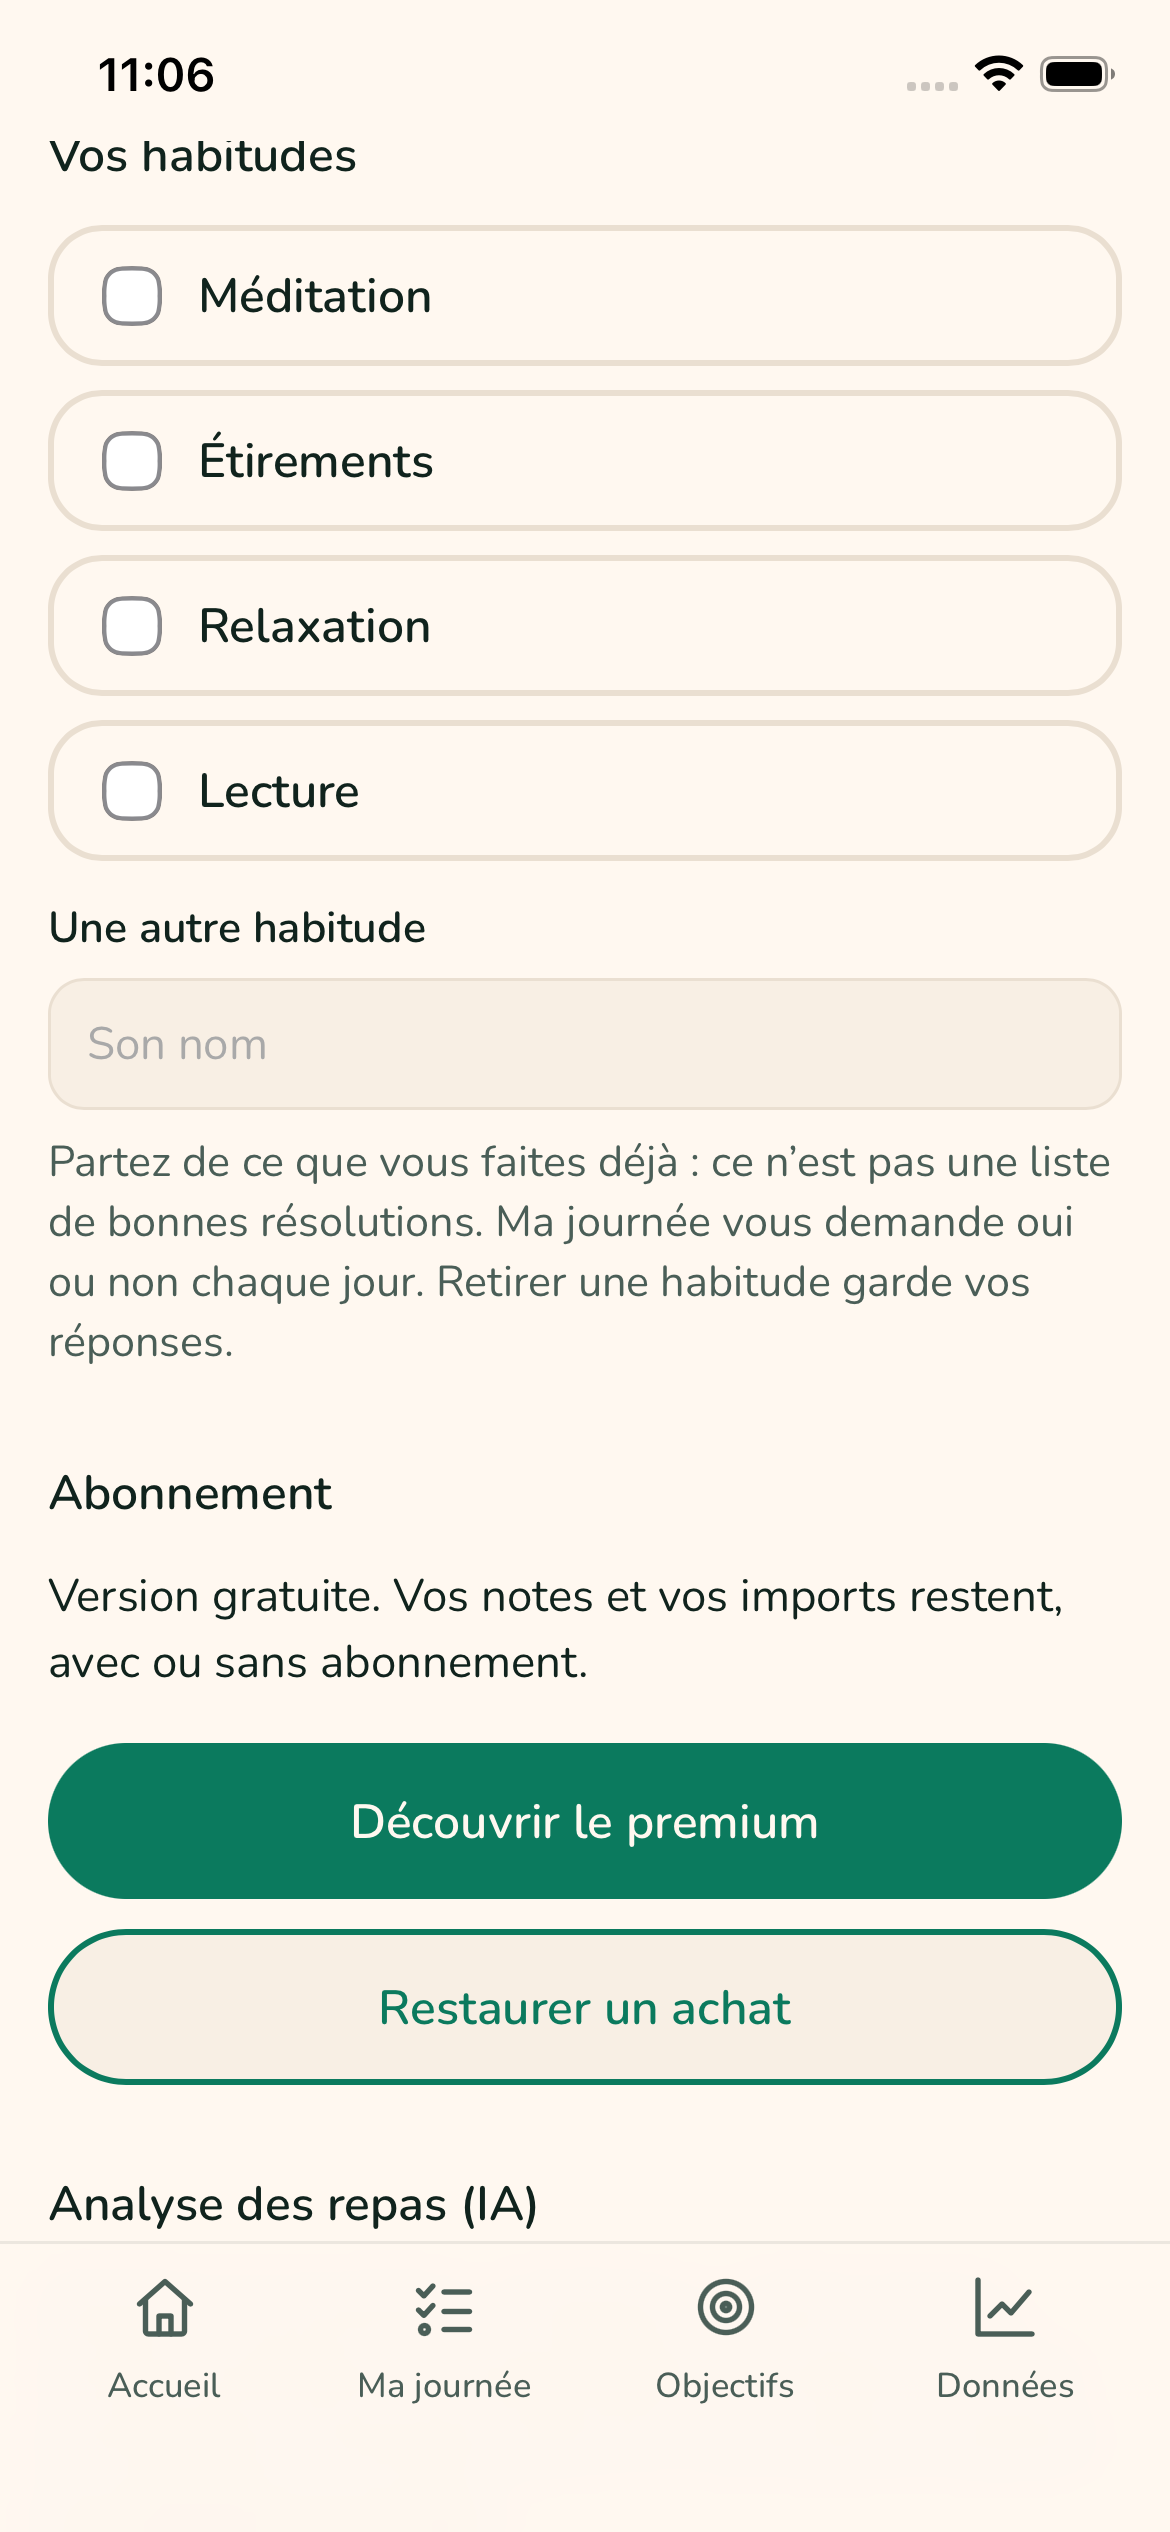 11:06
Vos habitudes
Méditation
Étirements
Relaxation
Lecture
Une autre habitude
Son nom
Partez de ce que vous faites déjà : ce n’est pas une liste
de bonnes résolutions. Ma journée vous demande oui
ou non chaque jour. Retirer une habitude garde vos
réponses.
Abonnement
Version gratuite. Vos notes et vos imports restent,
avec ou sans abonnement.
Découvrir le premium
Restaurer un achat
Analyse des repas (IA)
Accueil
Ma journée
Objectifs
Données